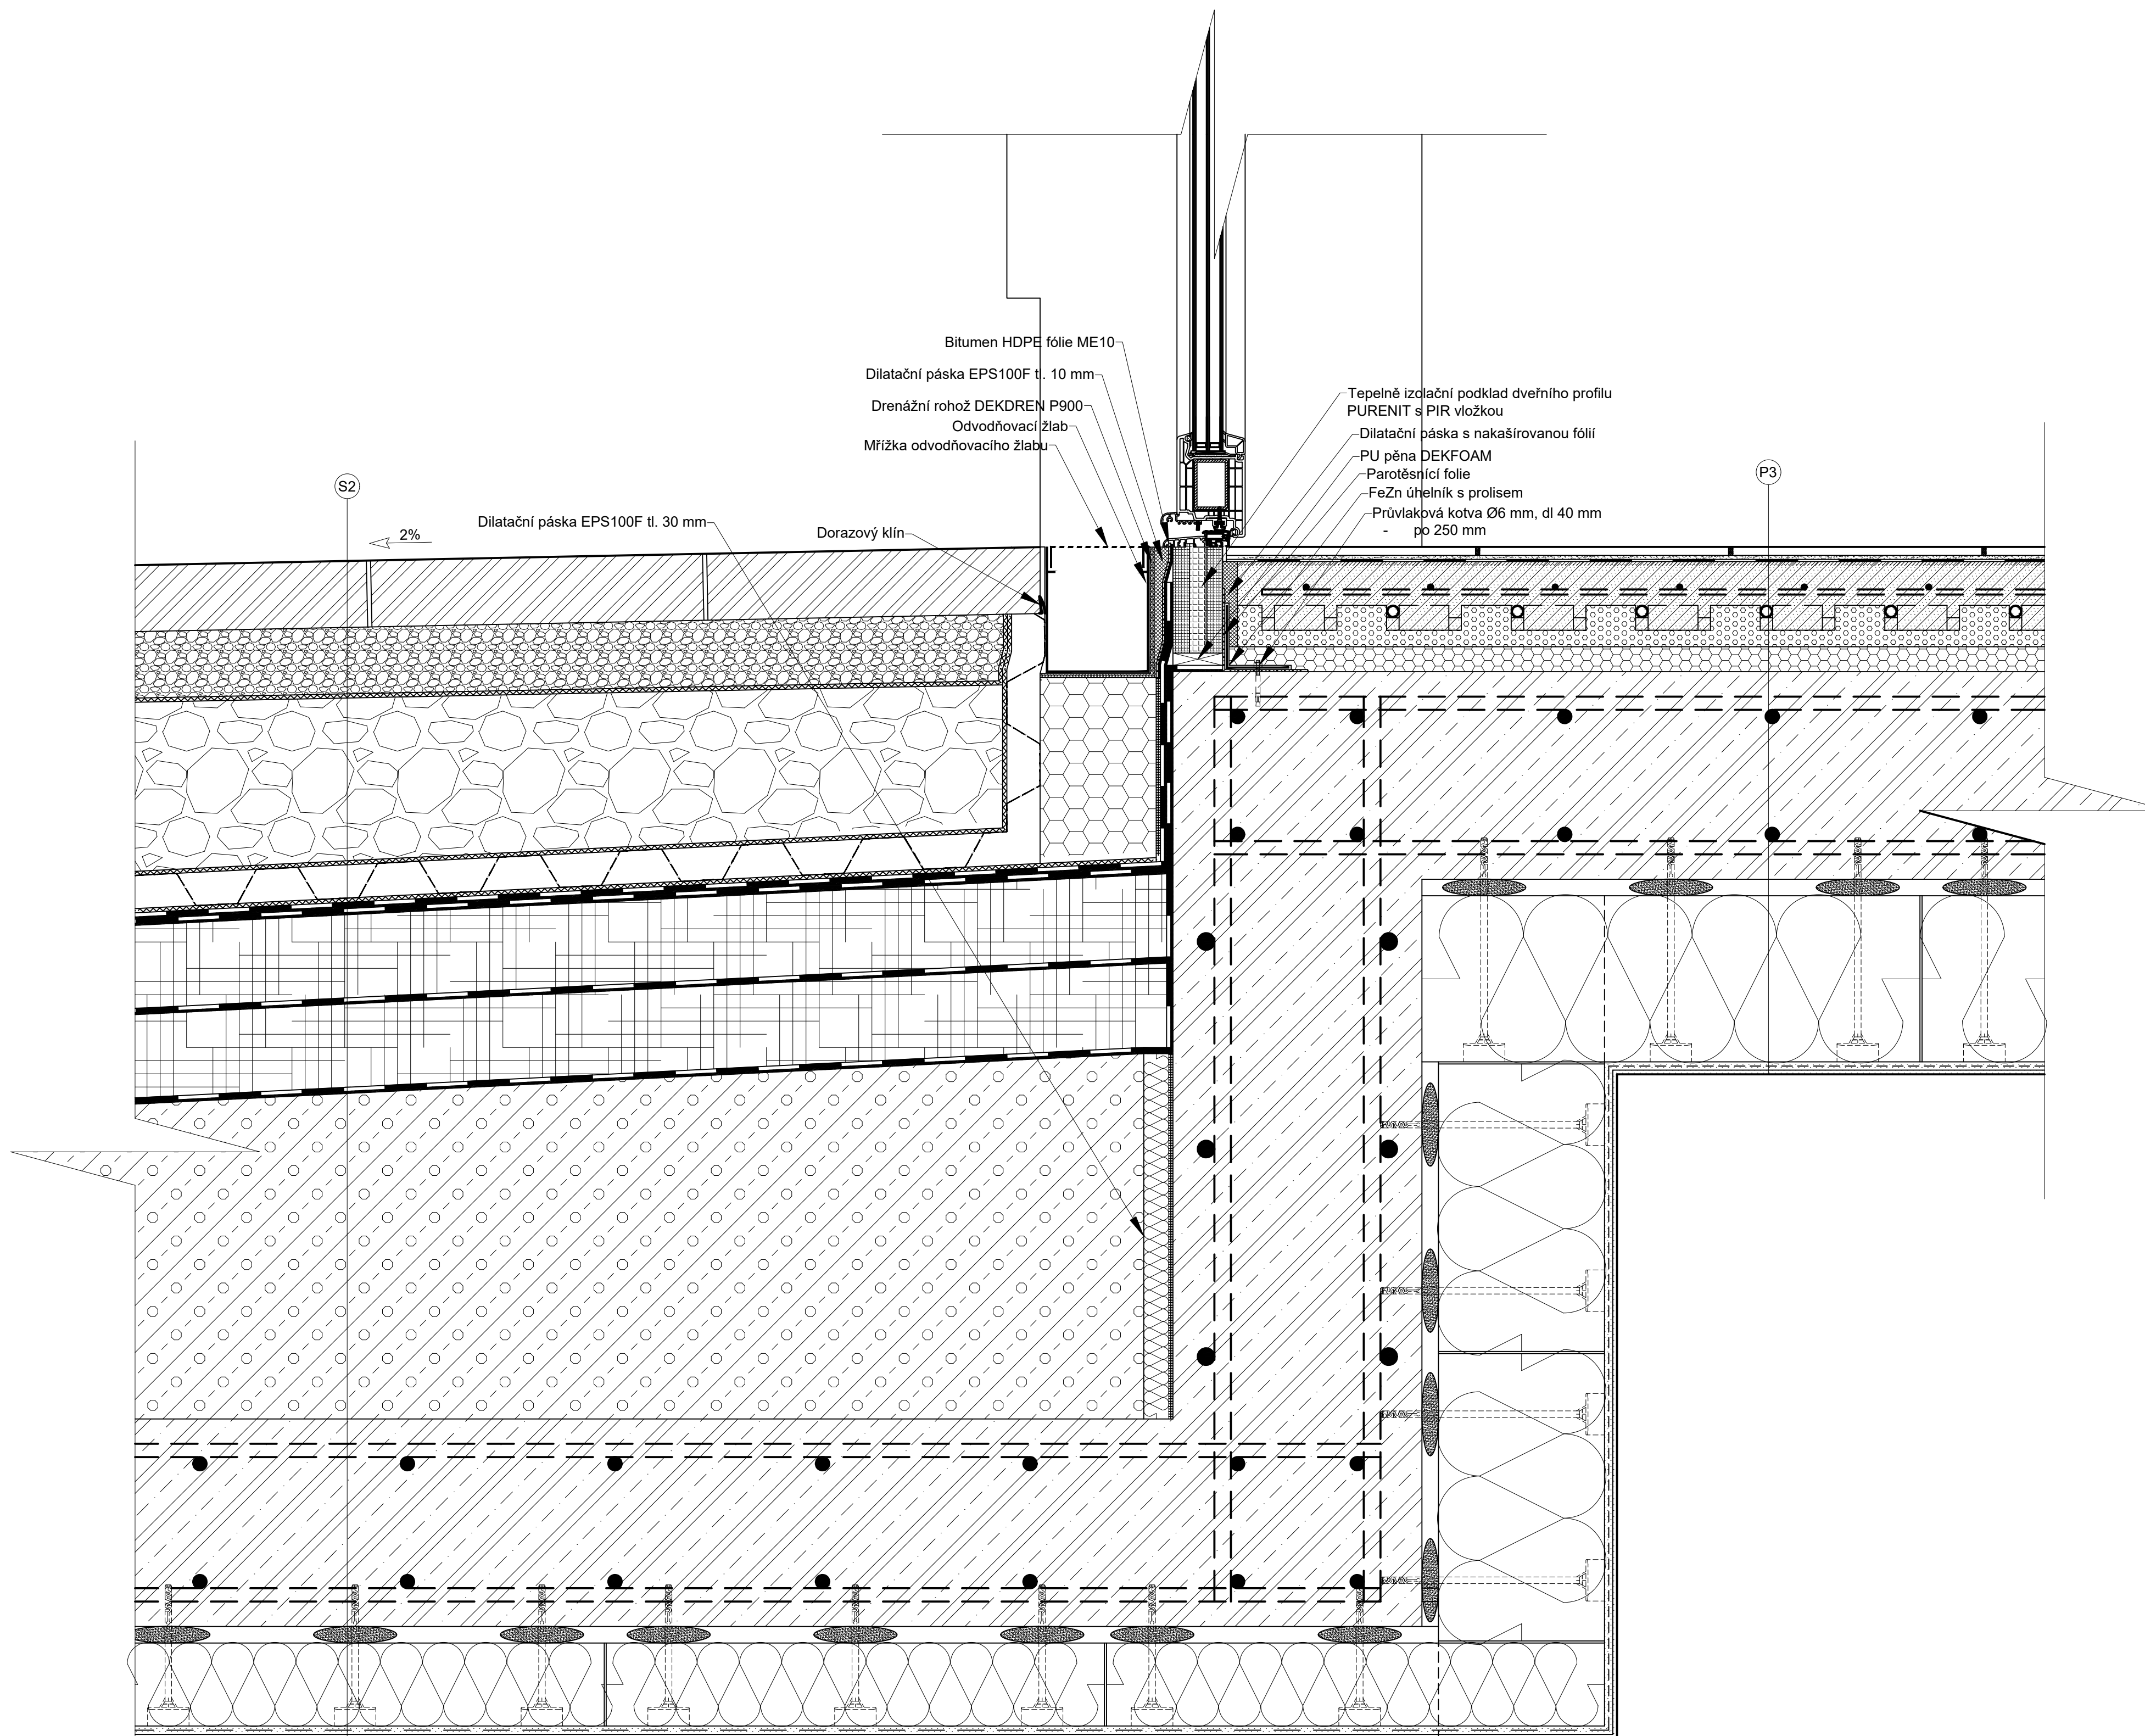 Bitumen HDPE fólie ME10
Dilatační páska EPS100F tl. 10 mm
Drenážní rohož DEKDREN P900
Odvodňovací žlab
Mřížka odvodňovacího žlabu
Tepelně izolační podklad dveřního profilu
PURENIT s PIR vložkou
Dilatační páska s nakašírovanou fólií
PU pěna DEKFOAM
Parotěsnící folie
FeZn úhelník s prolisem
Průvlaková kotva Ø6 mm, dl 40 mm
- po 250 mm
S2
P3
2%
Dilatační páska EPS100F tl. 30 mm
Dorazový klín